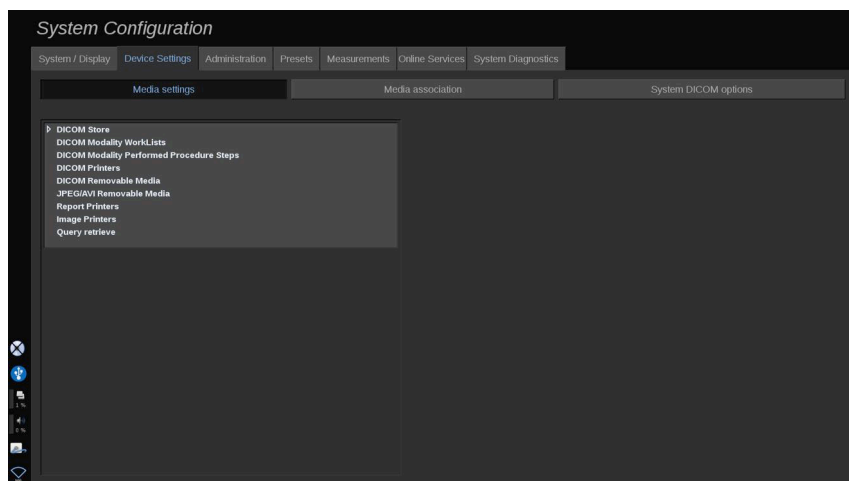 System Configuration
System / Display Device Settings Administration Presets Measurements Online Services System Diagnostics
Media settings Media association System DICOM options
DICOM Store
DICOM Modality WorkLists
DICOM Modality Performed Procedure Steps
DICOM Printers
DICOM Removable Media
JPEG/AVI Removable Media
Report Printers
Image Printers
Query retrieve
1 %
0 %